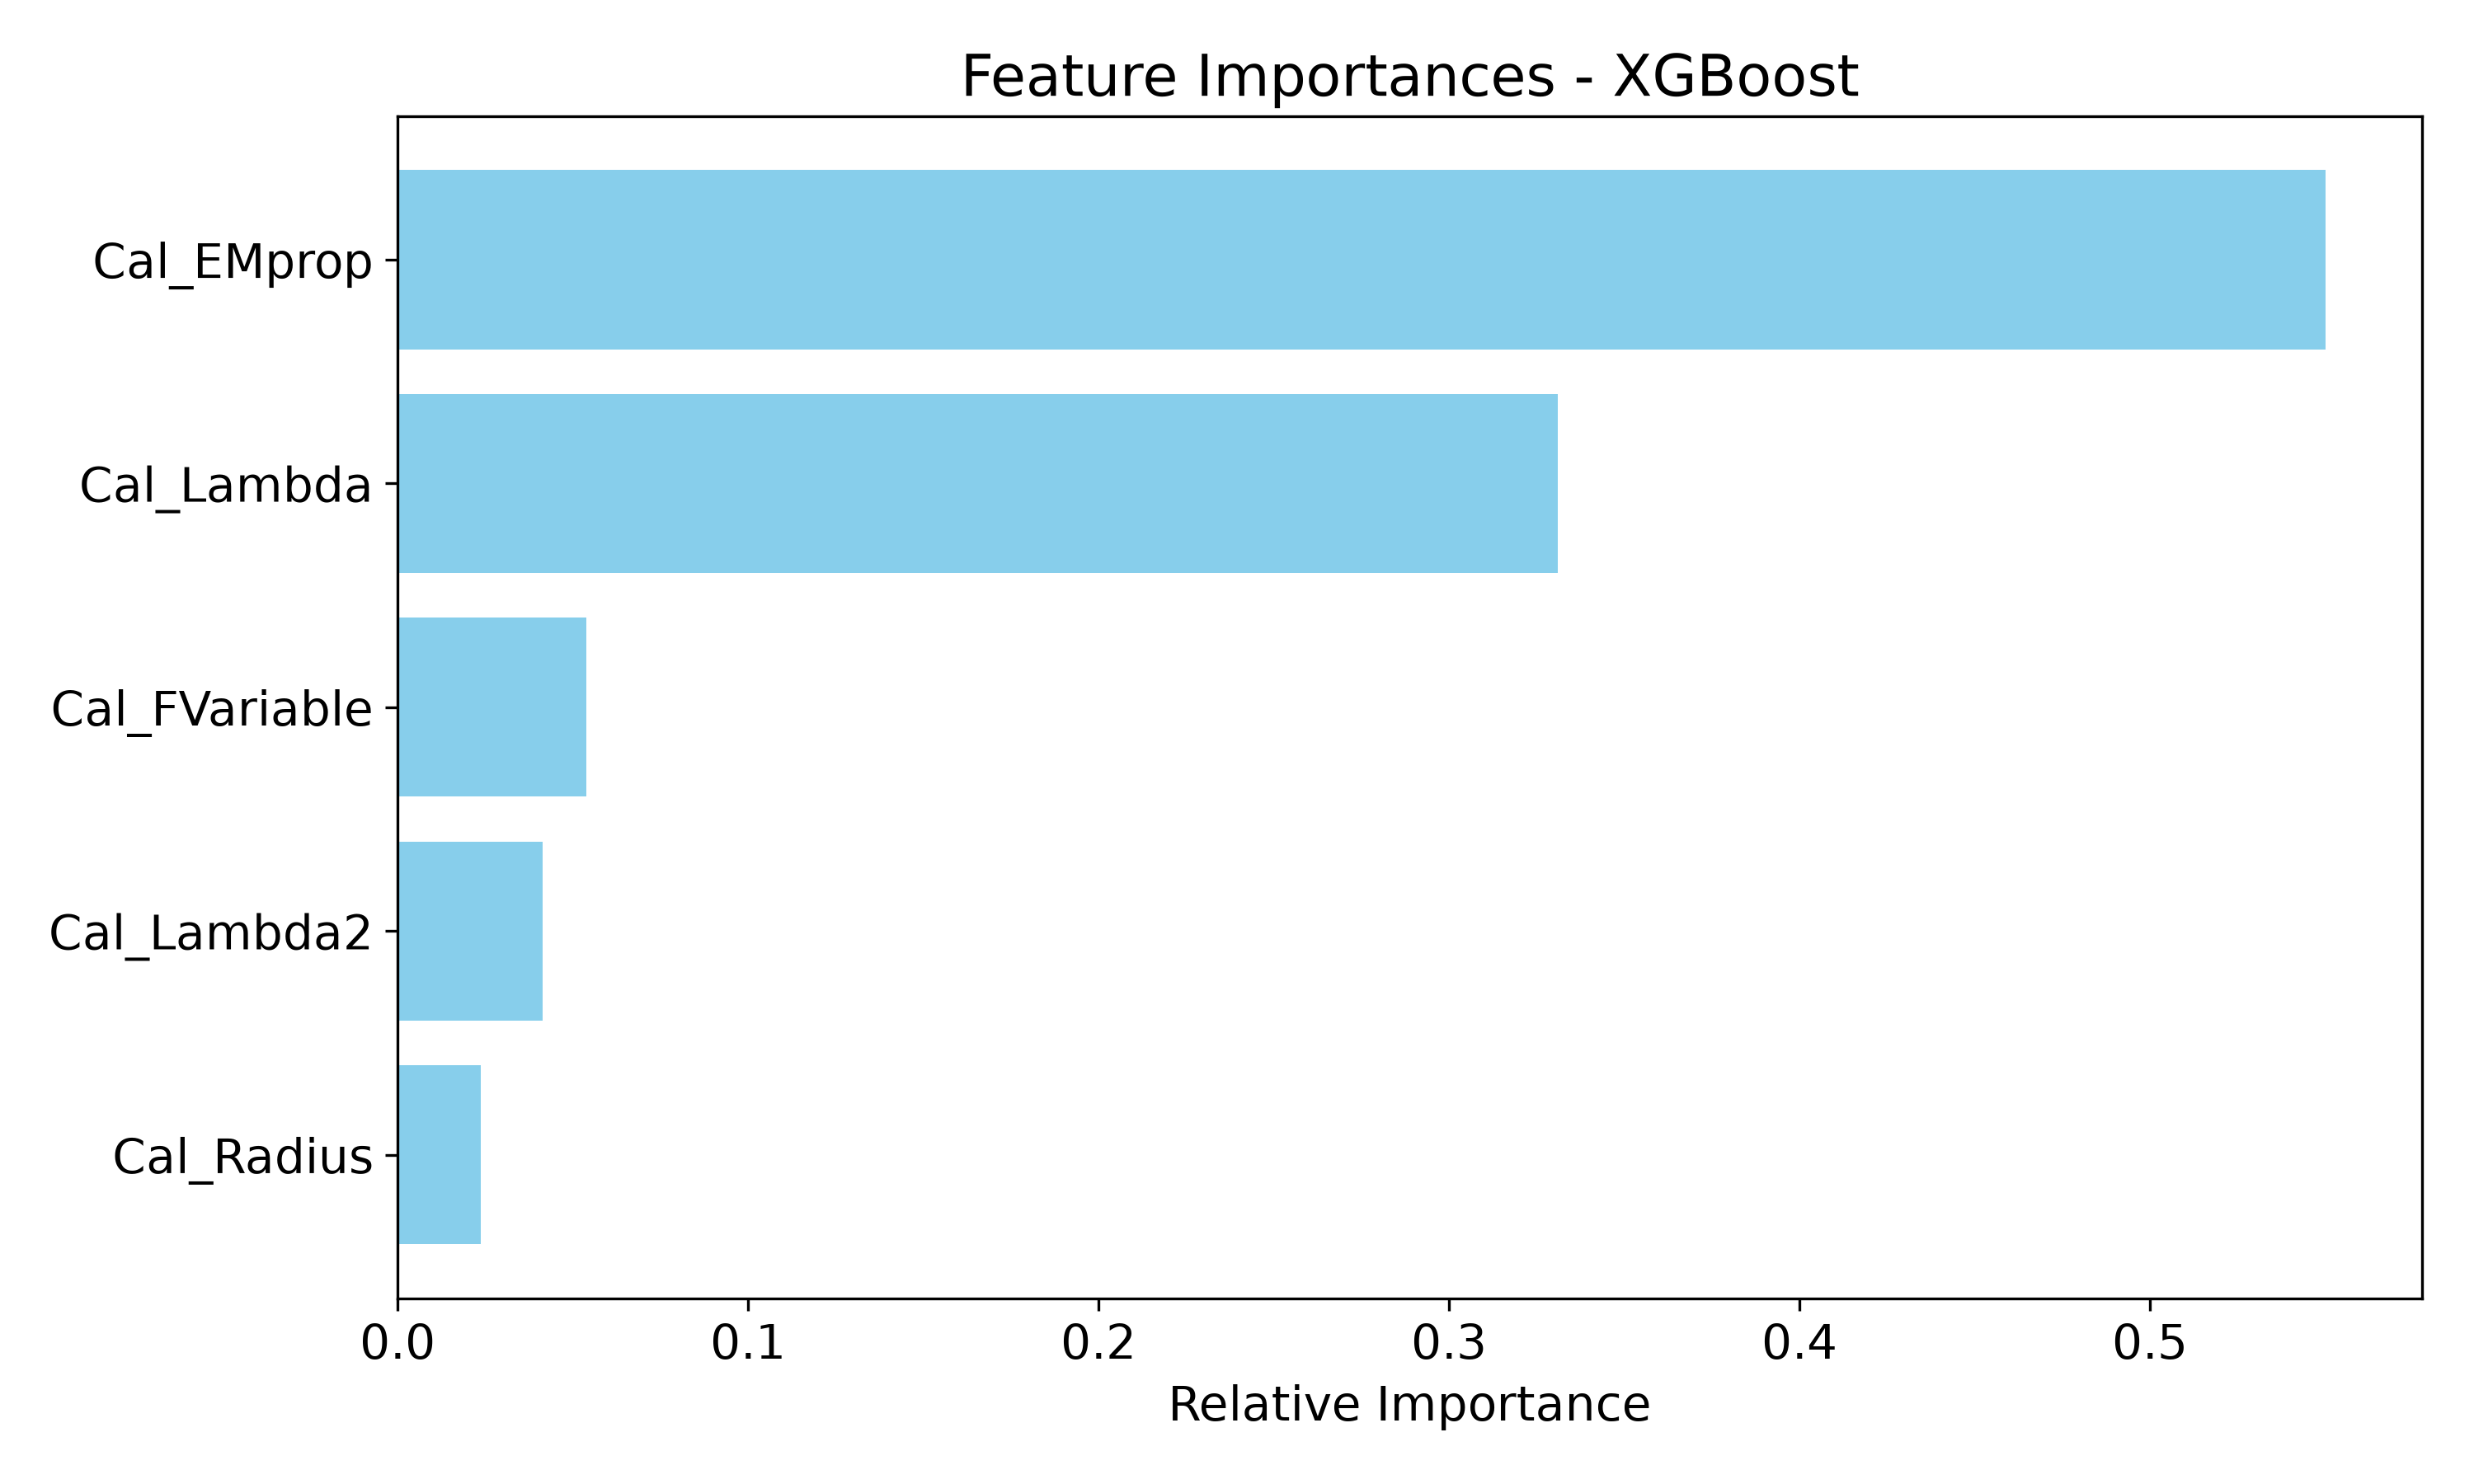 Feature Importances - XGBoost
Cal_EMprop
Cal_Lambda
Cal_FVariable
Cal_Lambda2
Cal_Radius
0.0 0.1 0.2 0.3 0.4 0.5
Relative Importance